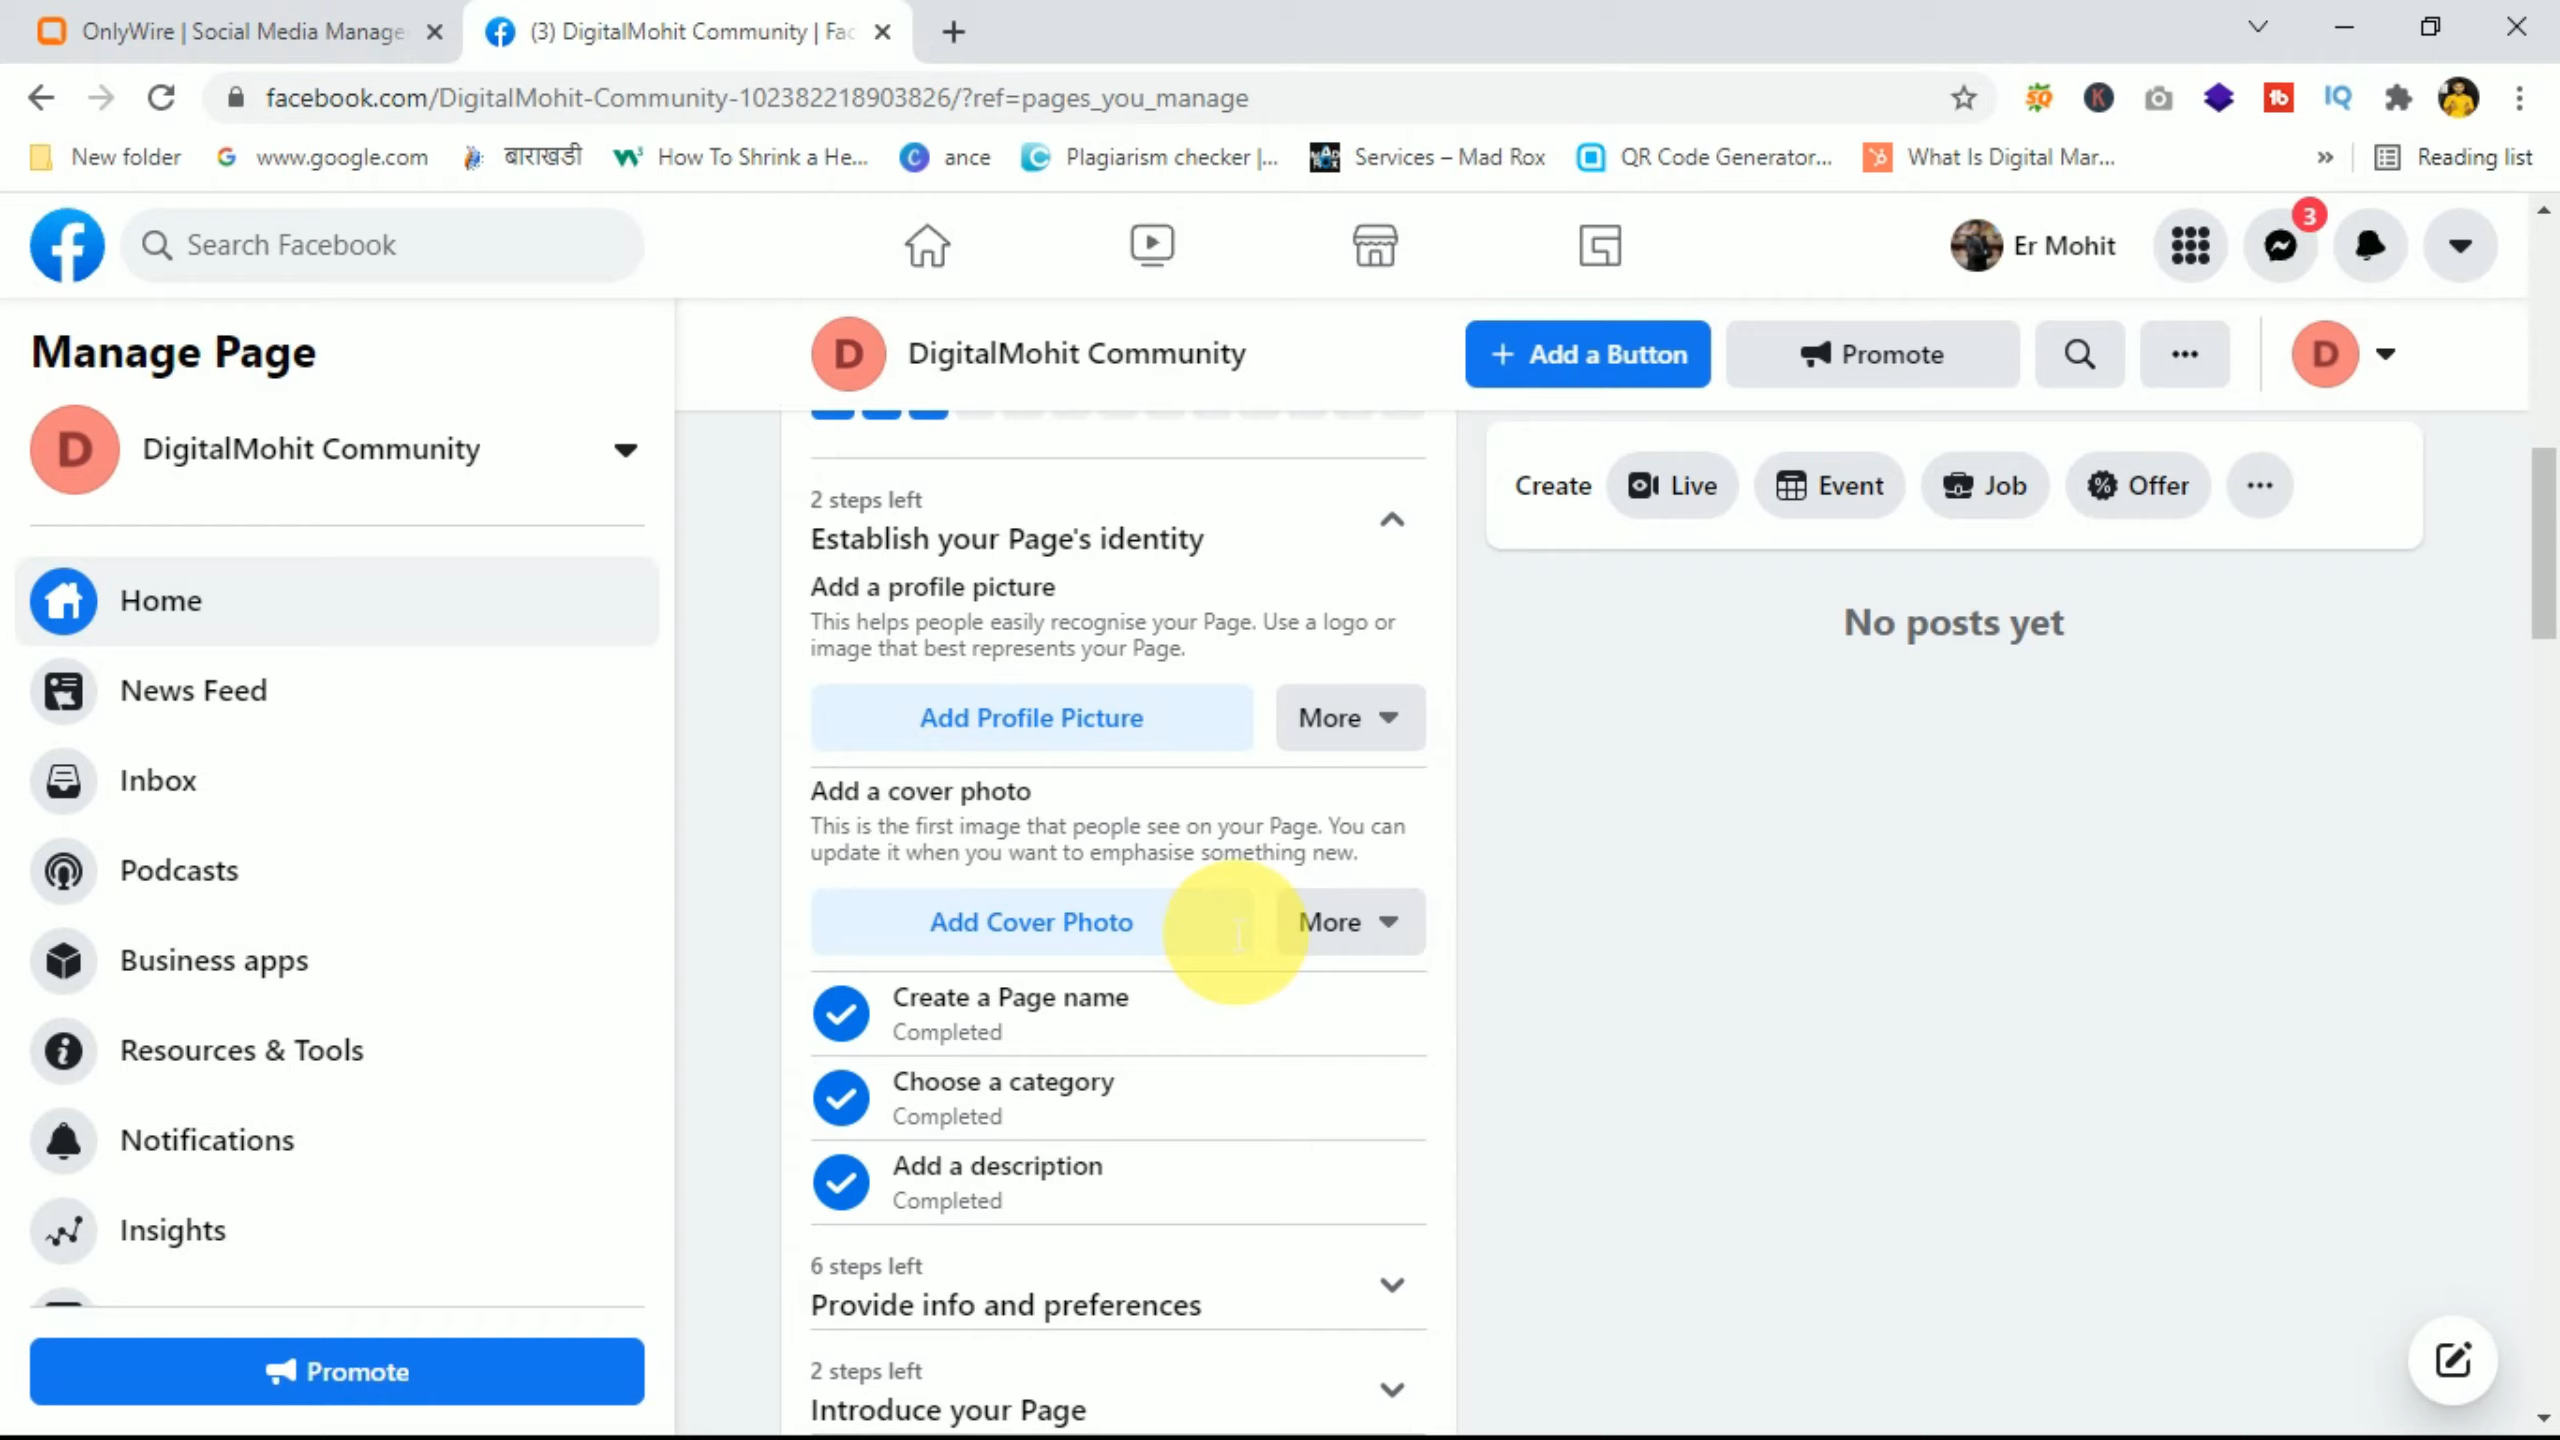 OnlyWire | Social Media Manage
(3) DigitalMohit Community | Fac
facebook.com/DigitalMohit-Community-102382218903826/?ref=pages_you_manage
New folder
www.google.com
बाराखडी
How To Shrink a He...
ance
Plagiarism checker |...
Services – Mad Rox
QR Code Generator...
What Is Digital Mar...
»
Reading list
Search Facebook
Er Mohit
3
Manage Page
D
DigitalMohit Community
Home
News Feed
Inbox
Podcasts
Business apps
Resources & Tools
Notifications
Insights
Promote
D
DigitalMohit Community
+ Add a Button
Promote
D
2 steps left
Establish your Page's identity
Add a profile picture
This helps people easily recognise your Page. Use a logo or
image that best represents your Page.
Add Profile Picture
More
Add a cover photo
This is the first image that people see on your Page. You can
update it when you want to emphasise something new.
Add Cover Photo
More
Create a Page name
Completed
Choose a category
Completed
Add a description
Completed
6 steps left
Provide info and preferences
2 steps left
Introduce your Page
Create
Live
Event
Job
Offer
No posts yet